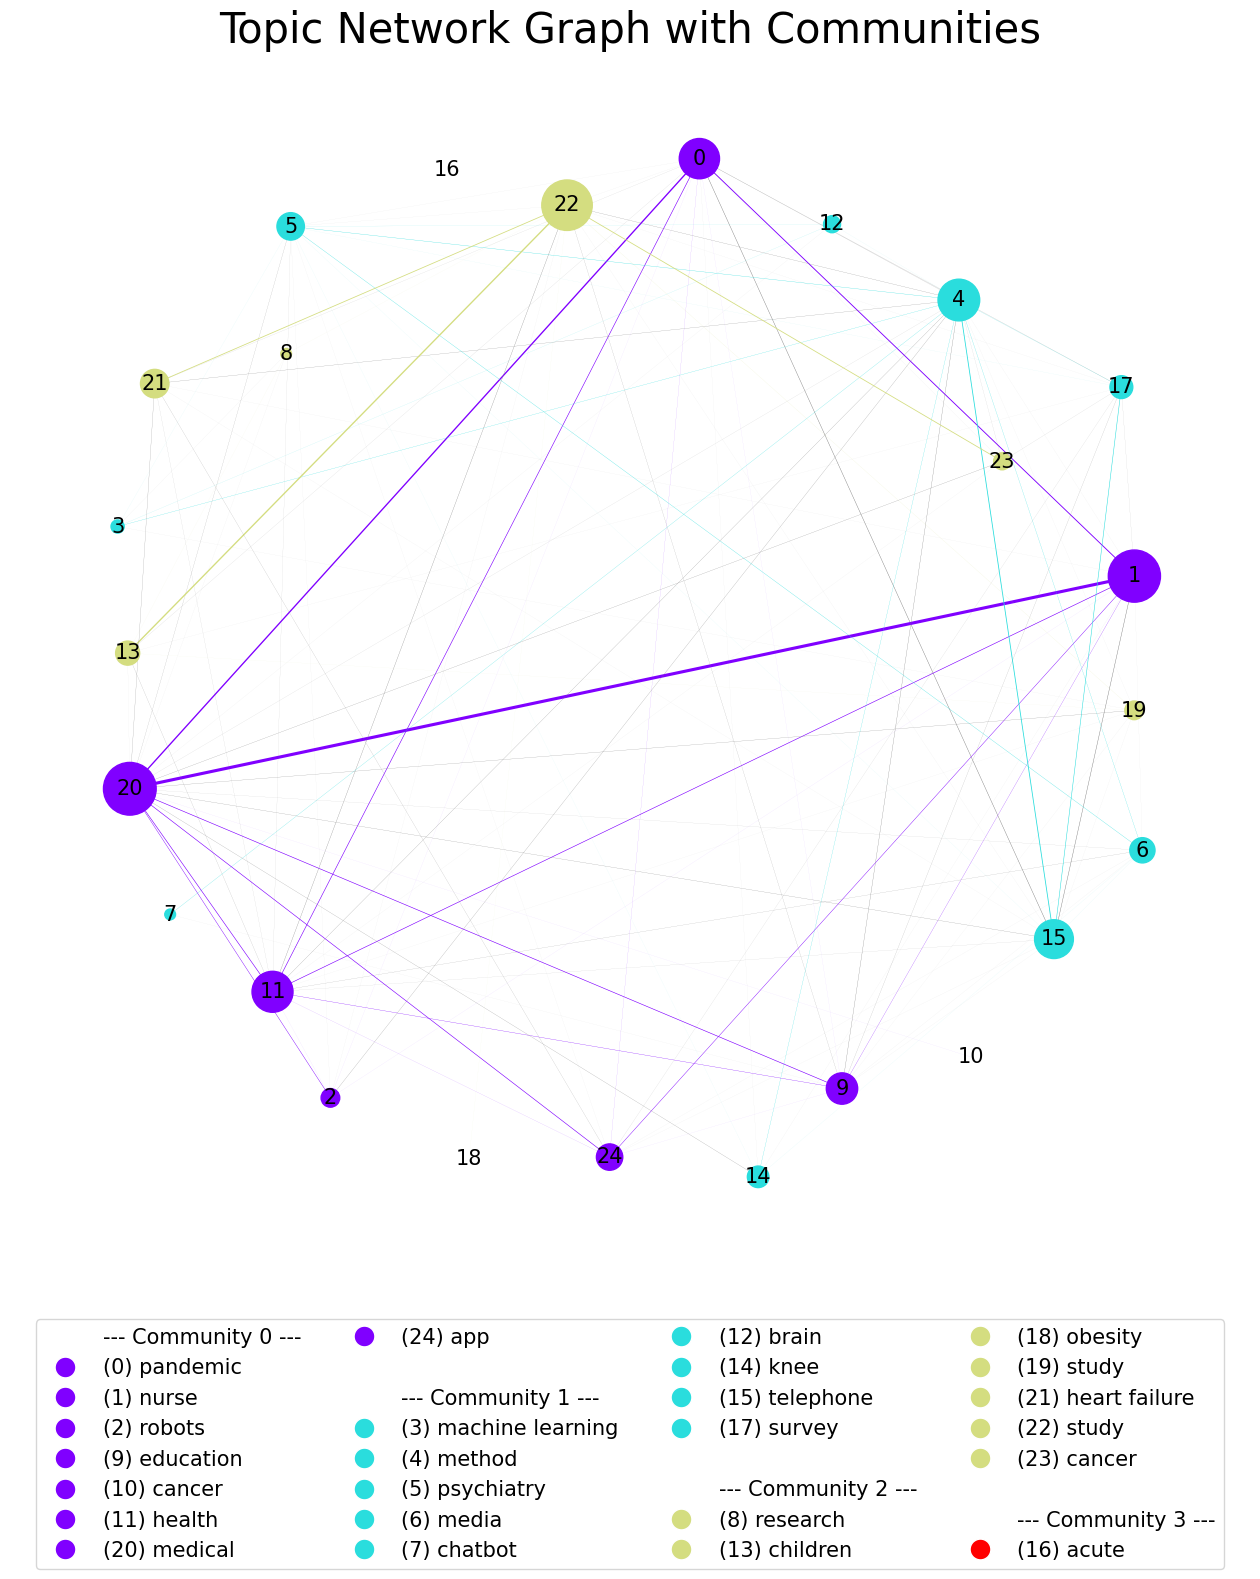 Topic Network Graph with Communities
0
16
22
12
5
4
8
21
17
23
3
1
13
19
20
6
7
15
11
10
9
2
24
18
14
--- Community 0 ---
(0) pandemic
(1) nurse
(2) robots
(9) education
(10) cancer
(11) health
(20) medical
(24) app
--- Community 1 ---
(3) machine learning
(4) method
(5) psychiatry
(6) media
(7) chatbot
(12) brain
(14) knee
(15) telephone
(17) survey
--- Community 2 ---
(8) research
(13) children
(18) obesity
(19) study
(21) heart failure
(22) study
(23) cancer
--- Community 3 ---
(16) acute